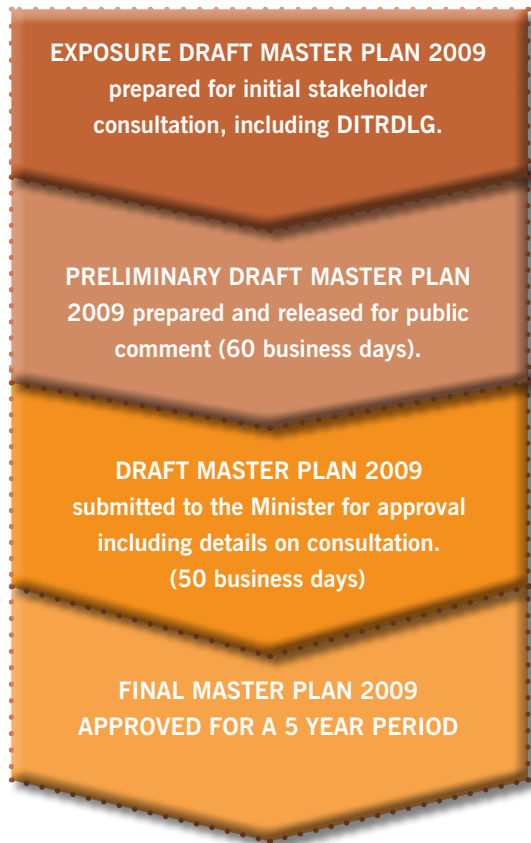 EXPOSURE DRAFT MASTER PLAN 2009
prepared for initial stakeholder
consultation, including DITRDLG.
PRELIMINARY DRAFT MASTER PLAN
2009 prepared and released for public
comment (60 business days).
DRAFT MASTER PLAN 2009
submitted to the Minister for approval
including details on consultation.
(50 business days)
FINAL MASTER PLAN 2009
APPROVED FOR A 5 YEAR PERIOD